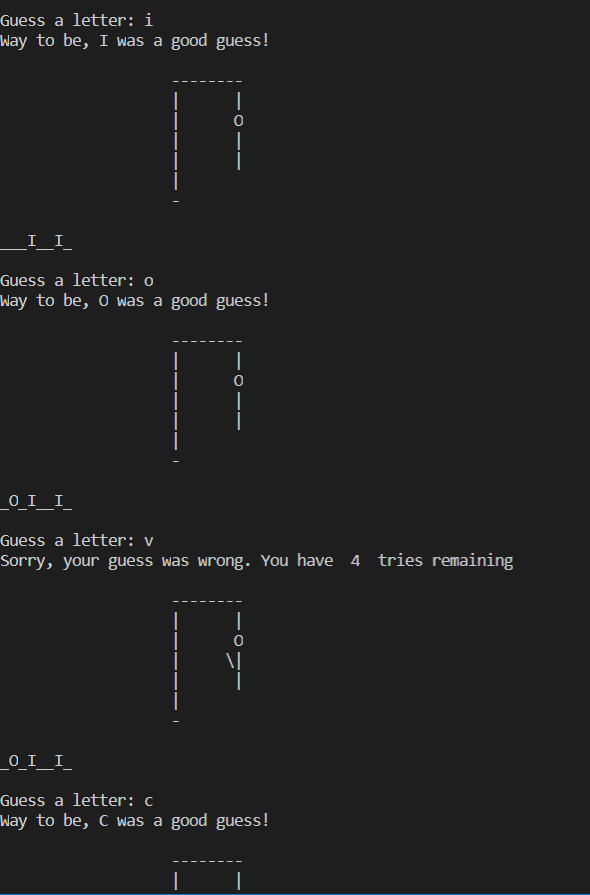 Guess a letter: i
Way to be, I was a good guess!
                   --------
                   |      |
                   |      O
                   |      |
                   |      |
                   |
                   -
___I__I_
Guess a letter: o
Way to be, O was a good guess!
                   --------
                   |      |
                   |      O
                   |      |
                   |      |
                   |
                   -
_O_I__I_
Guess a letter: v
Sorry, your guess was wrong. You have  4  tries remaining
                   --------
                   |      |
                   |      O
                   |     \|
                   |      |
                   |
                   -
_O_I__I_
Guess a letter: c
Way to be, C was a good guess!
                   --------
                   |      |